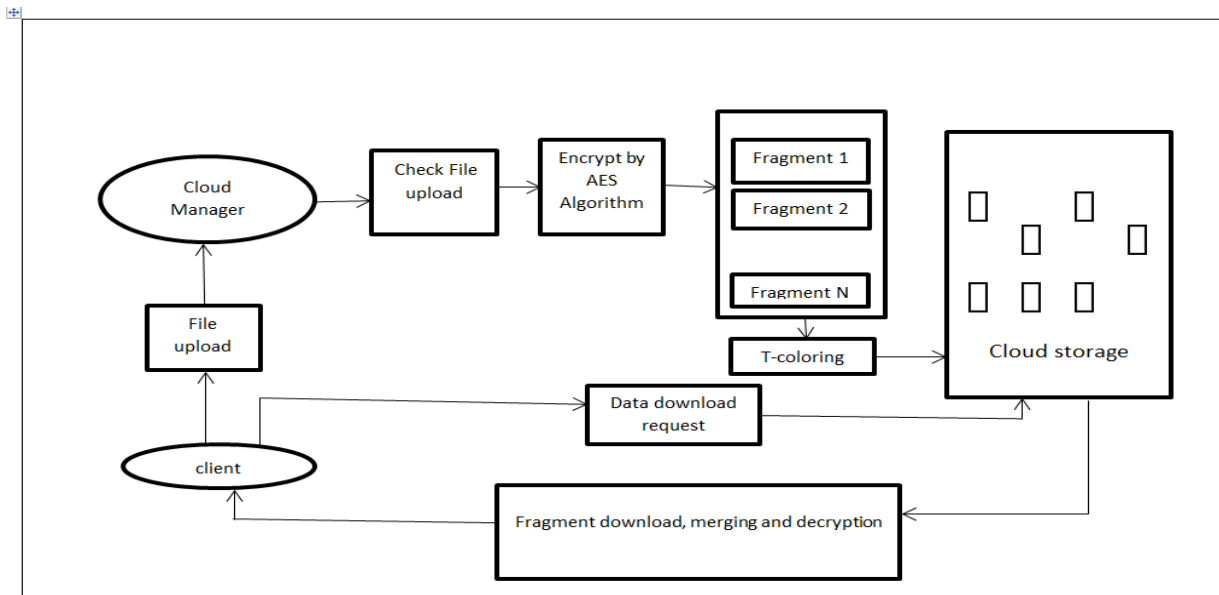 Cloud
Manager
Check File
upload
Encrypt by
AES
Algorithm
Fragment 1
Fragment 2
Fragment N
T-coloring
Cloud storage
File
upload
Data download
request
client
Fragment download, merging and decryption